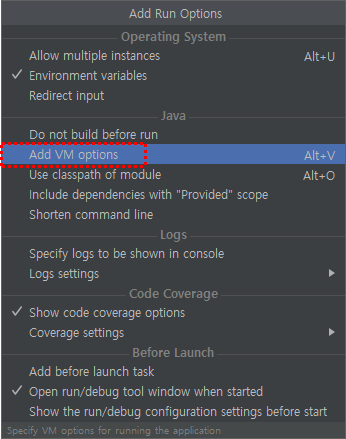 Add Run Options
Operating System
Allow multiple instances Alt+U
Environment variables
Redirect input
Java
Do not build before run
Add VM options Alt+V
Use classpath of module Alt+O
Include dependencies with "Provided" scope
Shorten command line
Logs
Specify logs to be shown in console
Logs settings
Code Coverage
Show code coverage options
Coverage settings
Before Launch
Add before launch task
Open run/debug tool window when started
Show the run/debug configuration settings before start
Specify VM options for running the application